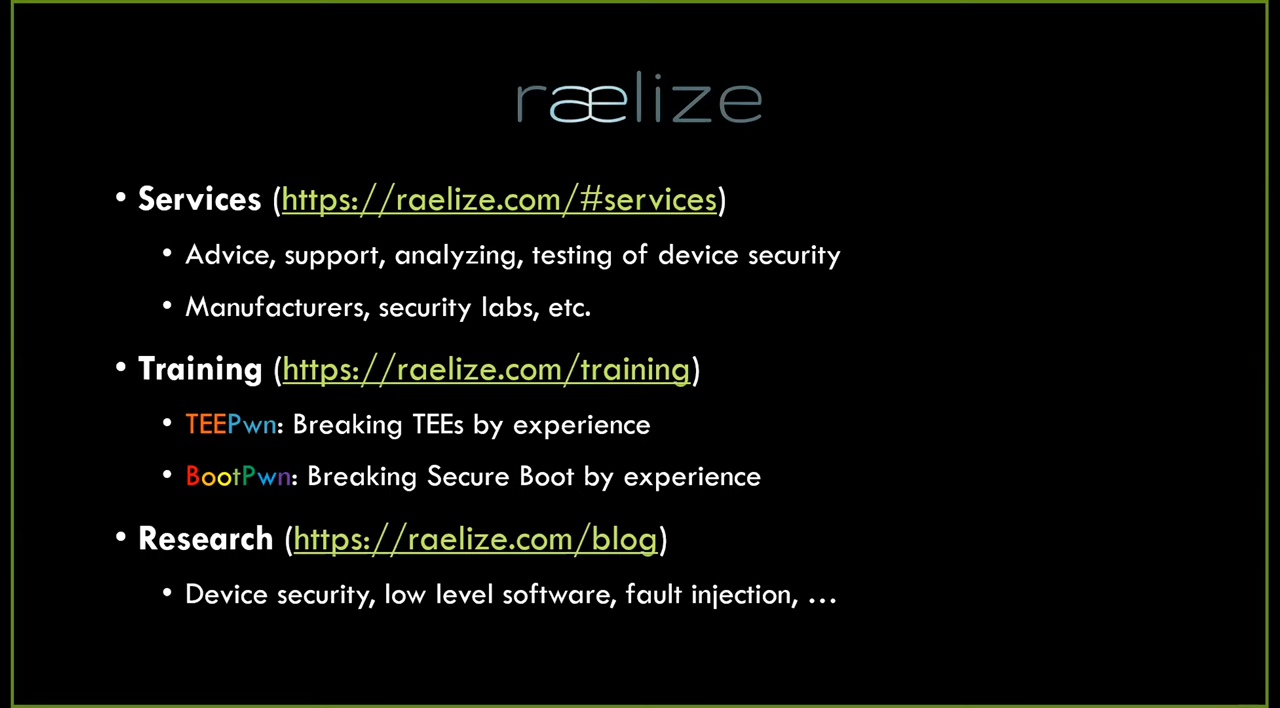 rælize
• Services (https://raelize.com/#services)
• Advice, support, analyzing, testing of device security
• Manufacturers, security labs, etc.
• Training (https://raelize.com/training)
• TEEPwn: Breaking TEEs by experience
• BootPwn: Breaking Secure Boot by experience
• Research (https://raelize.com/blog)
• Device security, low level software, fault injection, …